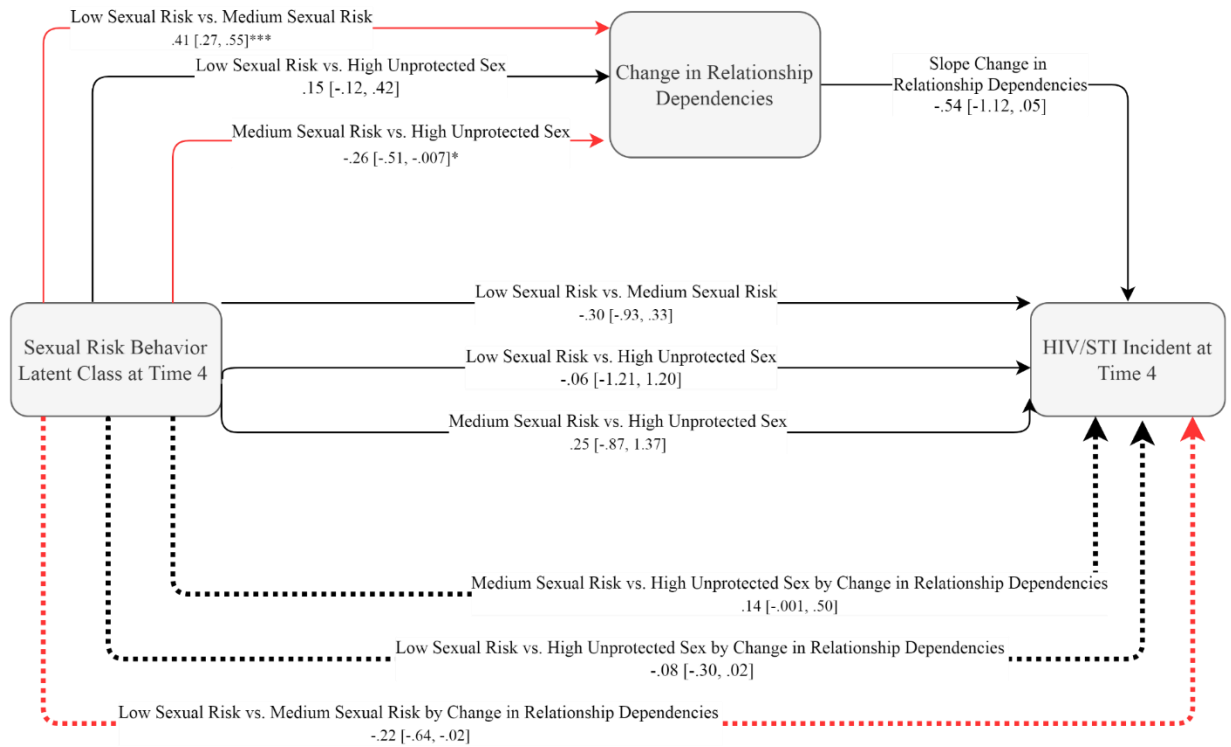 Low Sexual Risk vs. Medium Sexual Risk
.41 [.27, .55]***
Low Sexual Risk vs. High Unprotected Sex
.15 [-.12, .42]
Medium Sexual Risk vs. High Unprotected Sex
-.26 [-.51, -.007]*
Change in Relationship
Dependencies
Slope Change in
Relationship Dependencies
-.54 [-1.12, .05]
Sexual Risk Behavior
Latent Class at Time 4
Low Sexual Risk vs. Medium Sexual Risk
-.30 [-.93, .33]
Low Sexual Risk vs. High Unprotected Sex
-.06 [-1.21, 1.20]
Medium Sexual Risk vs. High Unprotected Sex
.25 [-.87, 1.37]
HIV/STI Incident at
Time 4
Medium Sexual Risk vs. High Unprotected Sex by Change in Relationship Dependencies
.14 [-.001, .50]
Low Sexual Risk vs. High Unprotected Sex by Change in Relationship Dependencies
-.08 [-.30, .02]
Low Sexual Risk vs. Medium Sexual Risk by Change in Relationship Dependencies
-.22 [-.64, -.02]